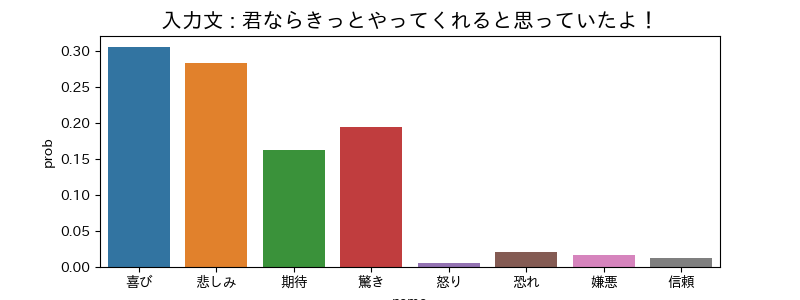 入力文 : 君ならきっとやってくれると思っていたよ！
prob
0.30
0.25
0.20
0.15
0.10
0.05
0.00
喜び 悲しみ 期待 驚き 怒り 恐れ 嫌悪 信頼